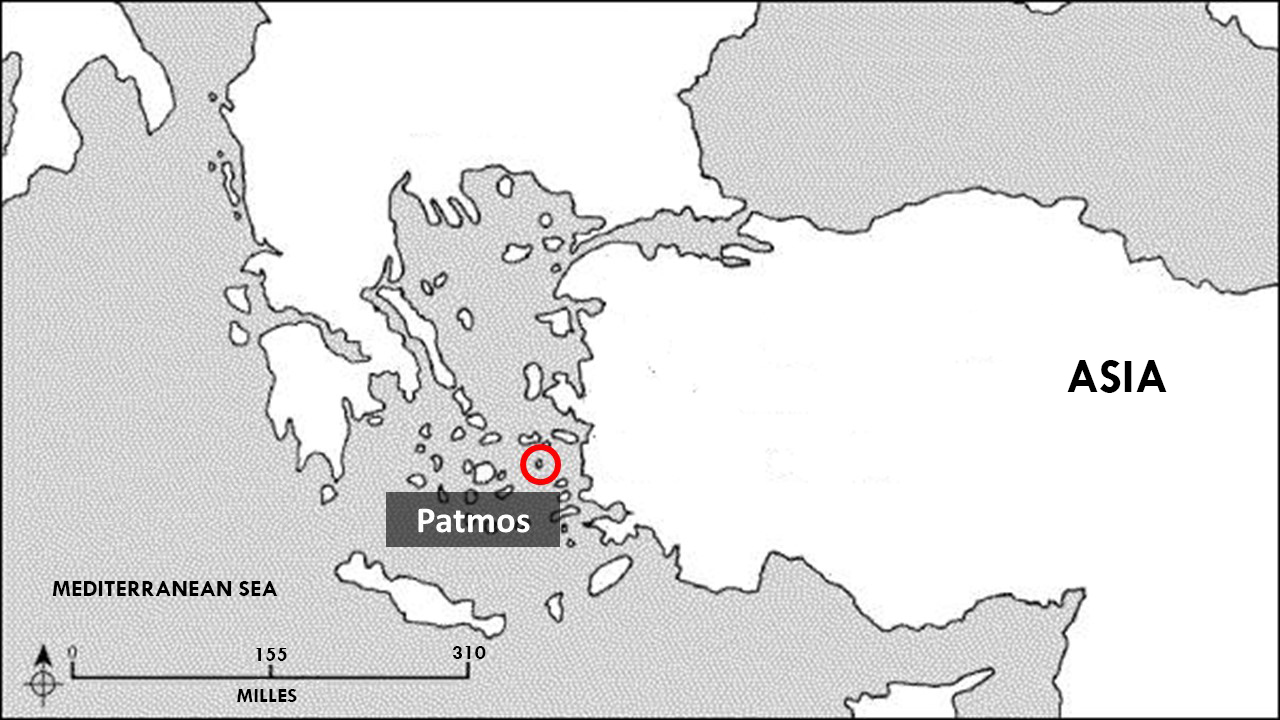 ASIA
Patmos
MEDITERRANEAN SEA
0 155 310
MILLES